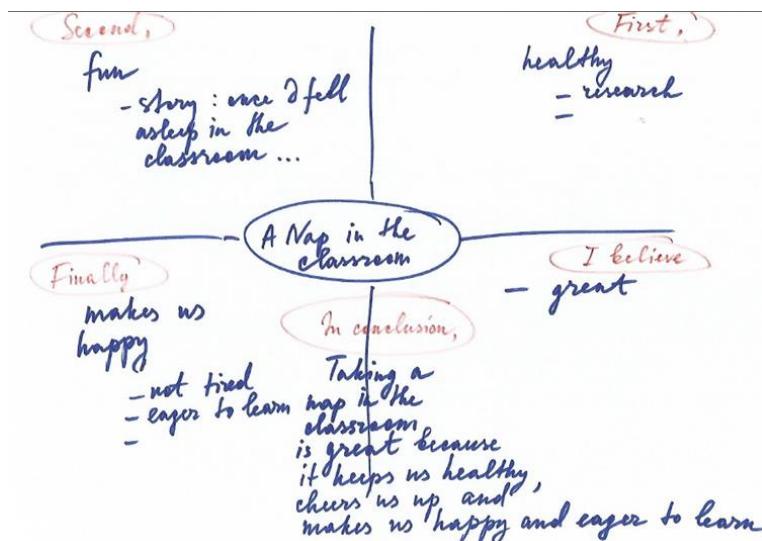 Second,
fun
- story : once I fell
asleep in the
classroom ...
First,
healthy
- research
-
A Nap in the
classroom
Finally
makes us
happy
- not tired
- eager to learn
-
I believe
- great
In conclusion,
Taking a
nap in the
classroom
is great because
it keeps us healthy,
cheers us up and
makes us happy and eager to learn